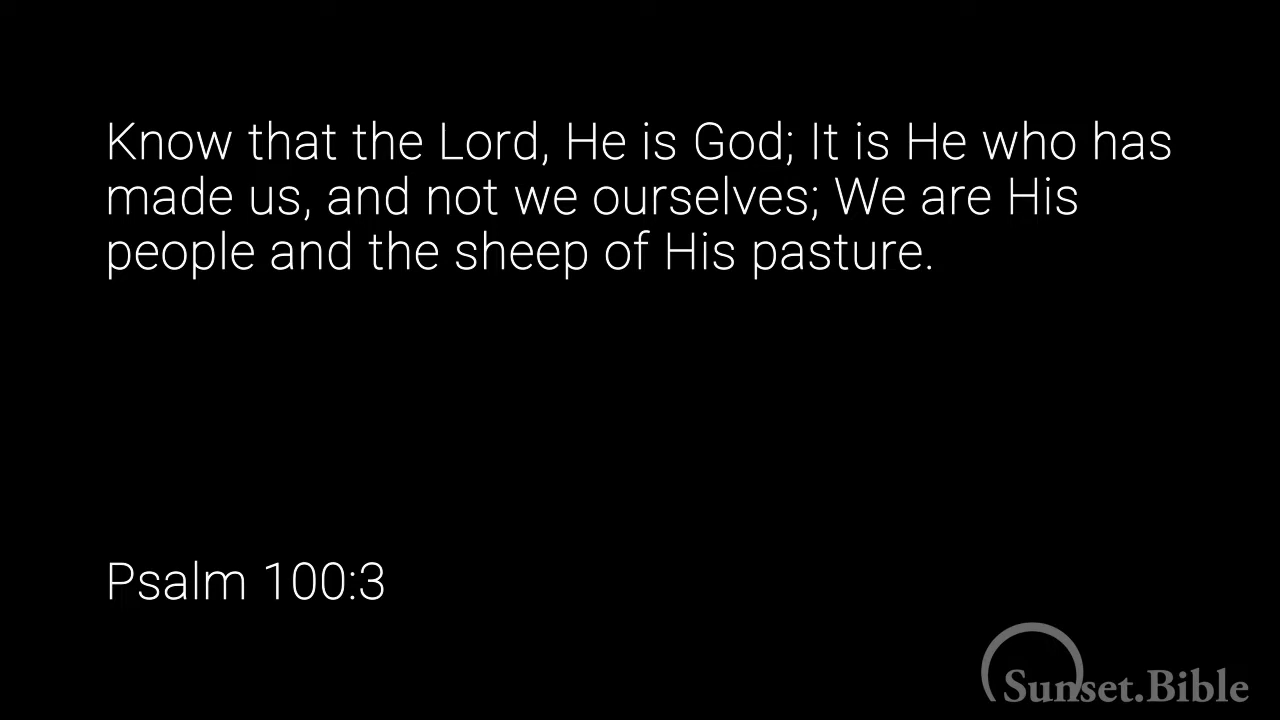 Know that the Lord, He is God; It is He who has
made us, and not we ourselves; We are His
people and the sheep of His pasture.
Psalm 100:3
Sunset.Bible